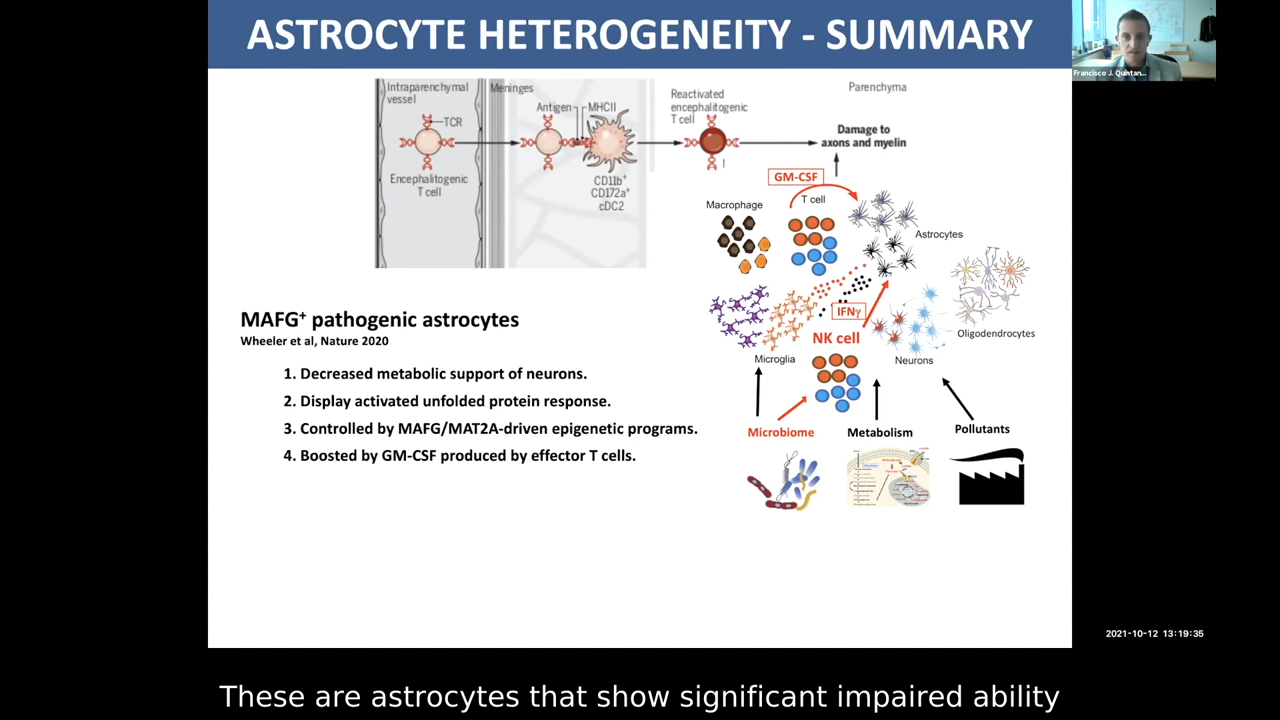 ASTROCYTE HETEROGENEITY - SUMMARY
Francisco J. Quintan...
Intraparenchymal
vessel
Meninges
TCR
Antigen
MHCII
Encephalitogenic
T cell
CD11b⁺
CD172a⁺
cDC2
Reactivated
encephalitogenic
T cell
Parenchyma
Damage to
axons and myelin
GM-CSF
Macrophage
T cell
Astrocytes
IFNγ
NK cell
Oligodendrocytes
Microglia
Neurons
MAFG⁺ pathogenic astrocytes
Wheeler et al, Nature 2020
1. Decreased metabolic support of neurons.
2. Display activated unfolded protein response.
3. Controlled by MAFG/MAT2A-driven epigenetic programs.
4. Boosted by GM-CSF produced by effector T cells.
Microbiome
Metabolism
Pollutants
2021-10-12 13:19:35
These are astrocytes that show significant impaired ability